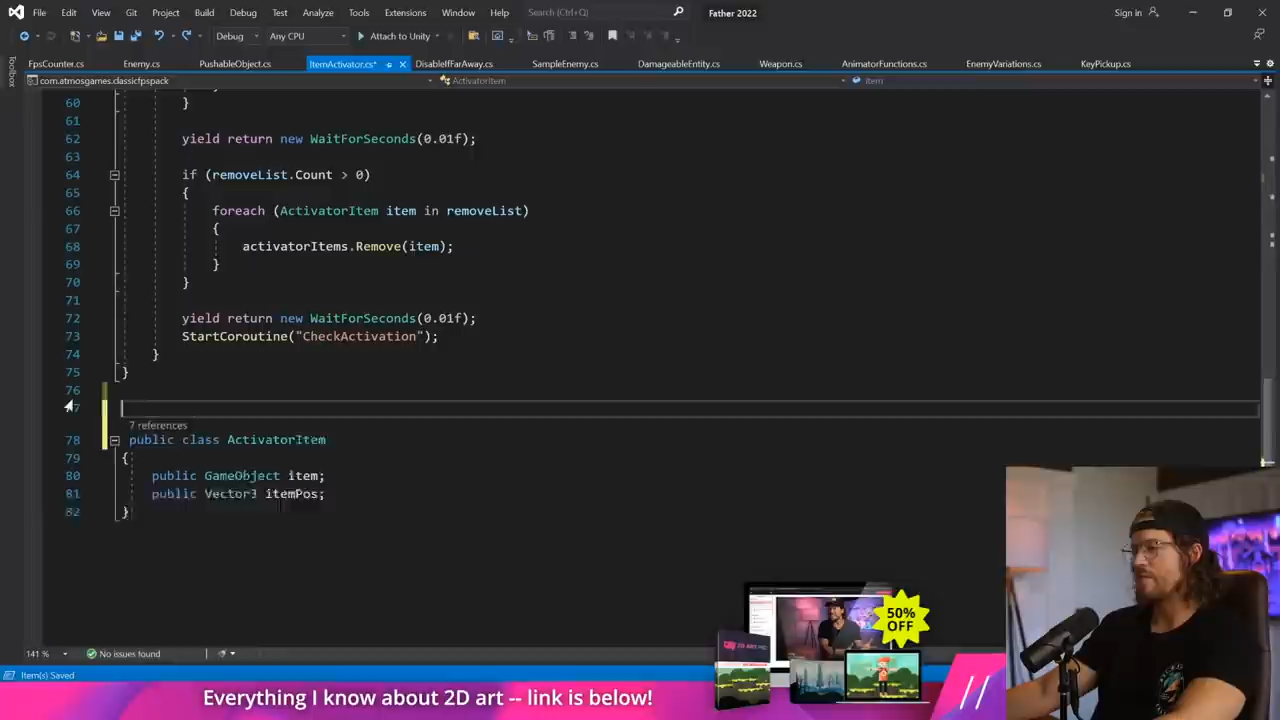 File Edit View Git Project Build Debug Test Analyze Tools Extensions Window Help Search (Ctrl+Q) Father 2022 Sign in
Debug Any CPU Attach to Unity
Toolbox
FpsCounter.cs Enemy.cs PushableObject.cs ItemActivator.cs* DisableIfFarAway.cs SampleEnemy.cs DamageableEntity.cs Weapon.cs AnimatorFunctions.cs EnemyVariations.cs KeyPickup.cs
com.atmosgames.classicfpspack ActivatorItem item
60 }
61
62 yield return new WaitForSeconds(0.01f);
63
64 if (removeList.Count > 0)
65 {
66 foreach (ActivatorItem item in removeList)
67 {
68 activatorItems.Remove(item);
69 }
70 }
71
72 yield return new WaitForSeconds(0.01f);
73 StartCoroutine("CheckActivation");
74 }
75 }
76
7 references
78 public class ActivatorItem
79 {
80 public GameObject item;
81 public Vector3 itemPos;
82 }
141 % No issues found
Item(s) Saved
50%
OFF
2D ART
Everything I know about 2D art -- link is below! //